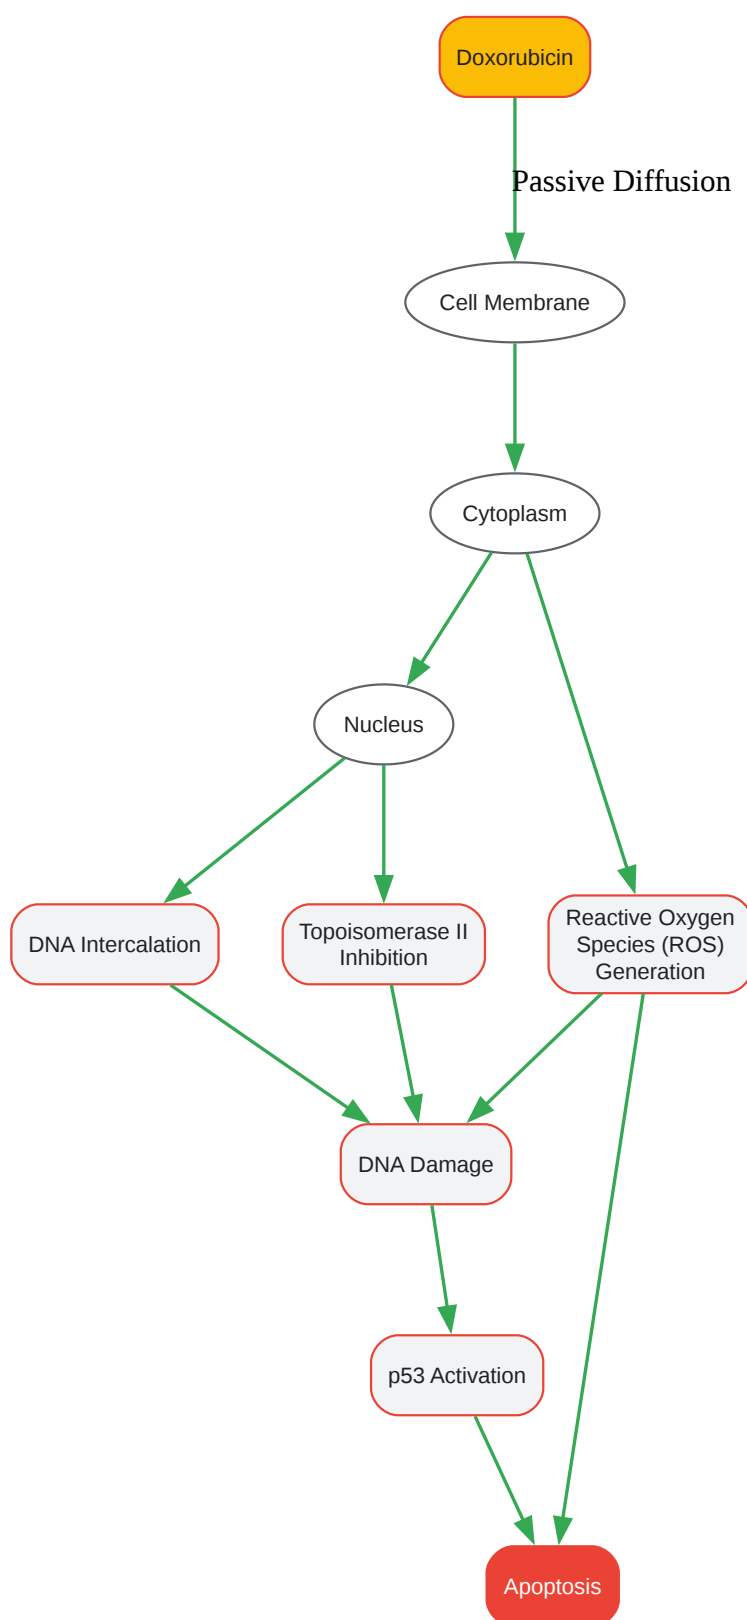 Doxorubicin
Passive Diffusion
Cell Membrane
Cytoplasm
Nucleus
DNA Intercalation
Topoisomerase II
Inhibition
Reactive Oxygen
Species (ROS)
Generation
DNA Damage
p53 Activation
Apoptosis